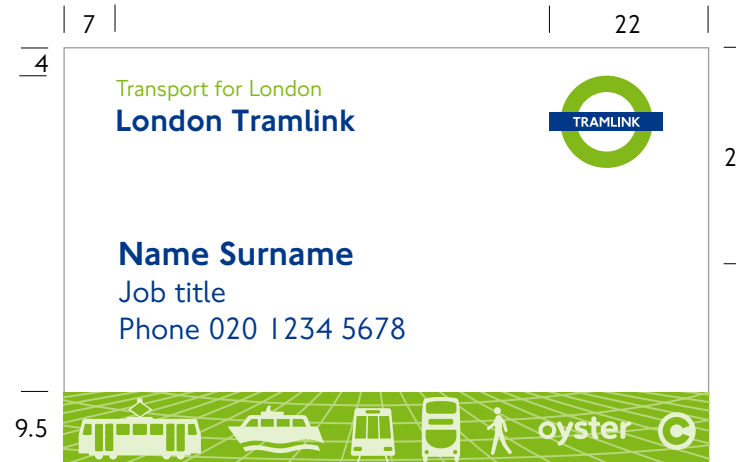 7
22
4
Transport for London
London Tramlink
TRAMLINK
2
Name Surname
Job title
Phone 020 1234 5678
9.5
oyster
C